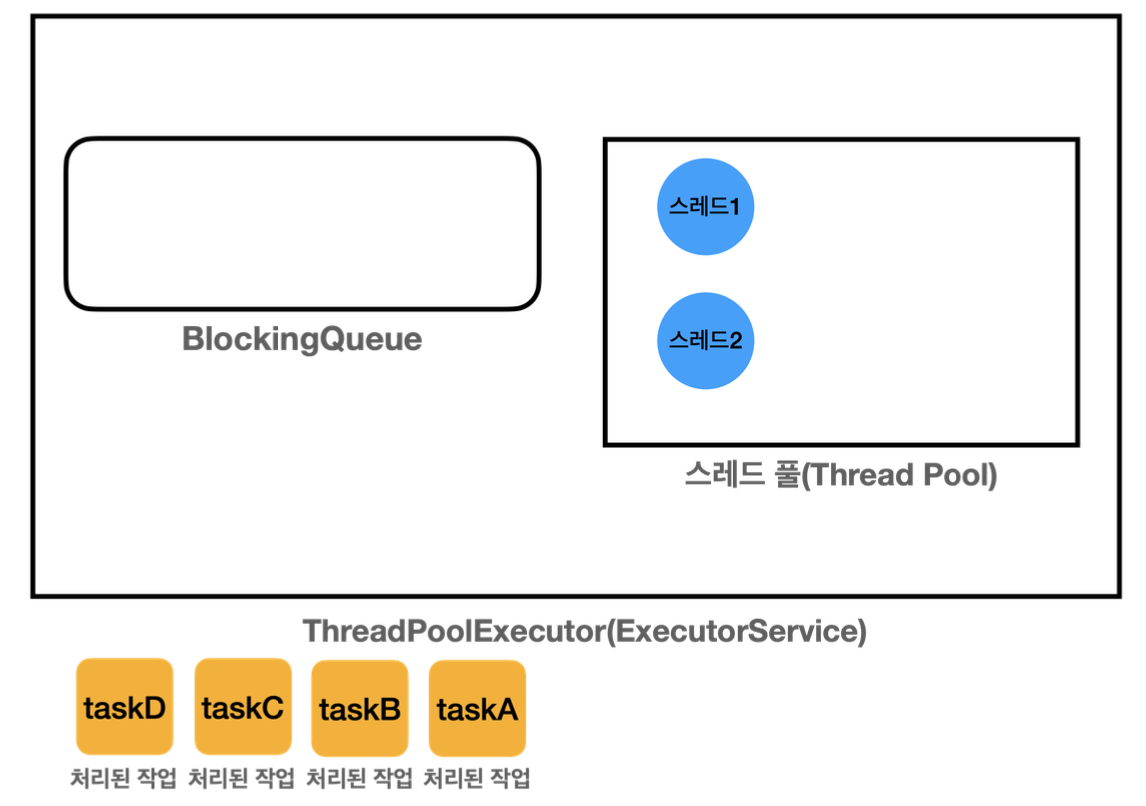 스레드1
스레드2
BlockingQueue
스레드 풀(Thread Pool)
ThreadPoolExecutor(ExecutorService)
taskD taskC taskB taskA
처리된 작업 처리된 작업 처리된 작업 처리된 작업